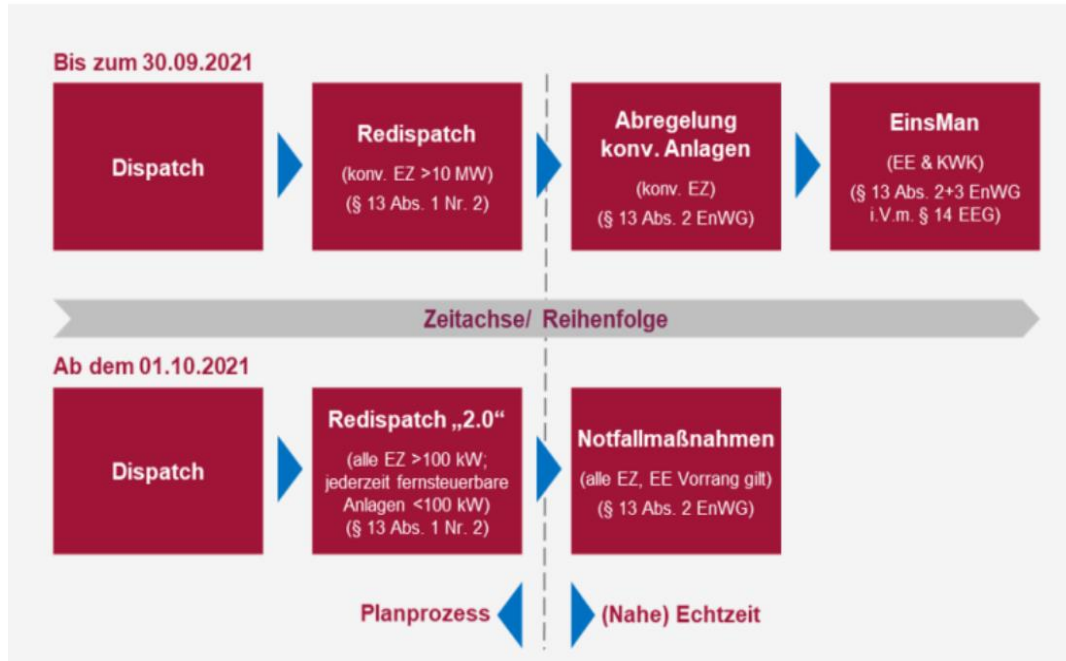 Bis zum 30.09.2021
Dispatch
Redispatch
(konv. EZ >10 MW)
(§ 13 Abs. 1 Nr. 2)
Abregelung
konv. Anlagen
(konv. EZ)
(§ 13 Abs. 2 EnWG)
EinsMan
(EE & KWK)
(§ 13 Abs. 2+3 EnWG
i.V.m. § 14 EEG)
Zeitachse/ Reihenfolge
Ab dem 01.10.2021
Dispatch
Redispatch „2.0“
(alle EZ >100 kW;
jederzeit fernsteuerbare
Anlagen <100 kW)
(§ 13 Abs. 1 Nr. 2)
Notfallmaßnahmen
(alle EZ, EE Vorrang gilt)
(§ 13 Abs. 2 EnWG)
Planprozess
(Nahe) Echtzeit